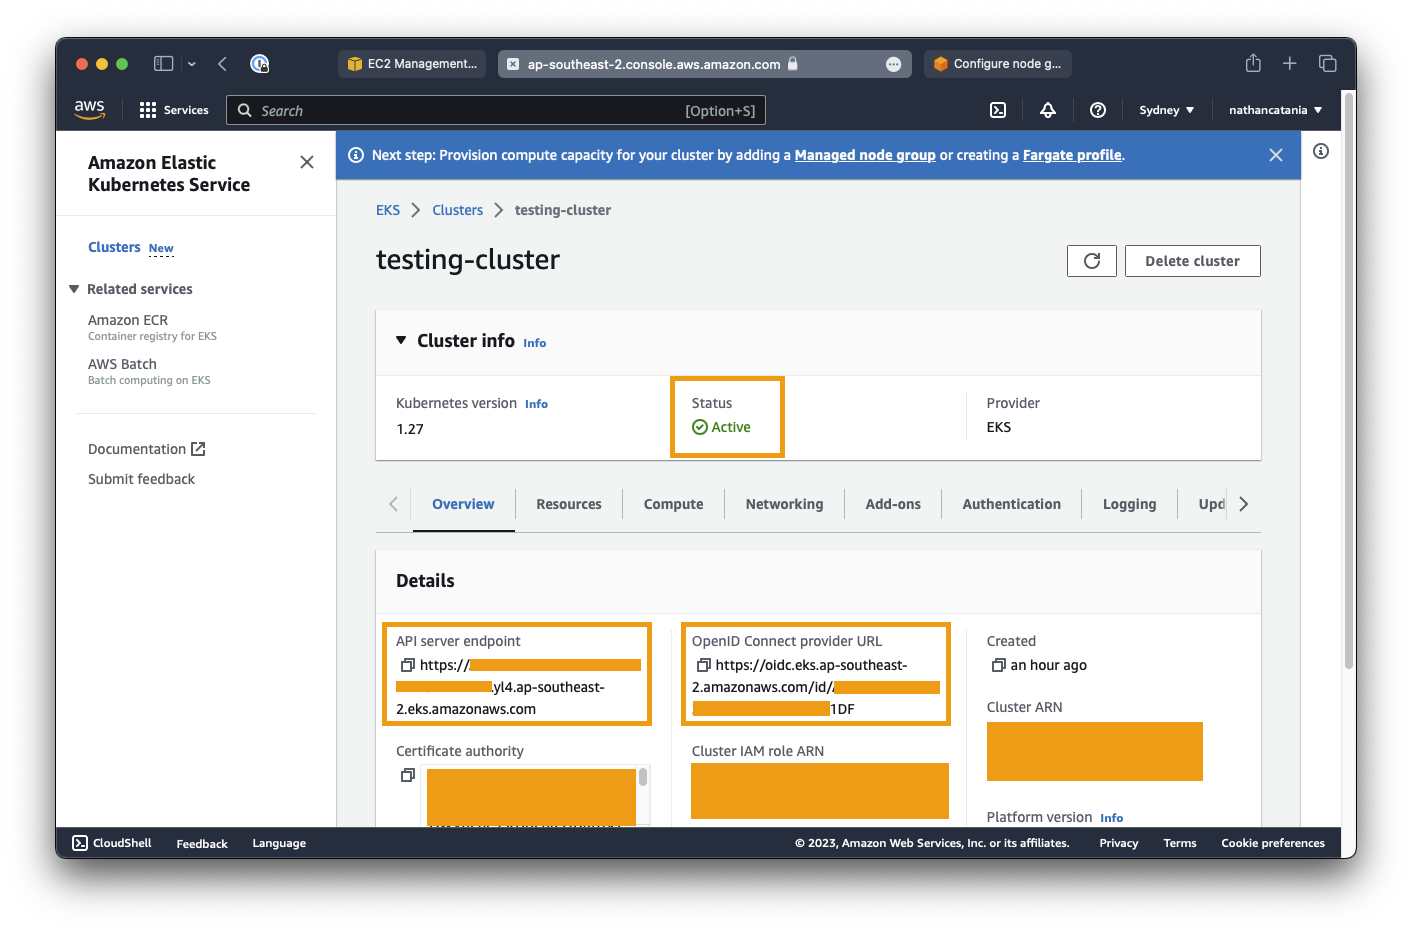 EC2 Management...
ap-southeast-2.console.aws.amazon.com
Configure node g...
aws
Services
Search
[Option+S]
Sydney
nathancatania
Amazon Elastic
Kubernetes Service
Clusters New
Related services
Amazon ECR
Container registry for EKS
AWS Batch
Batch computing on EKS
Documentation
Submit feedback
Next step: Provision compute capacity for your cluster by adding a Managed node group or creating a Fargate profile.
EKS
Clusters
testing-cluster
testing-cluster
Delete cluster
Cluster info Info
Kubernetes version Info
1.27
Status
Active
Provider
EKS
Overview
Resources
Compute
Networking
Add-ons
Authentication
Logging
Upd
Details
API server endpoint
https://
.yl4.ap-southeast-
2.eks.amazonaws.com
Certificate authority
OpenID Connect provider URL
https://oidc.eks.ap-southeast-
2.amazonaws.com/id/
1DF
Cluster IAM role ARN
Created
an hour ago
Cluster ARN
Platform version Info
CloudShell
Feedback
Language
© 2023, Amazon Web Services, Inc. or its affiliates.
Privacy
Terms
Cookie preferences